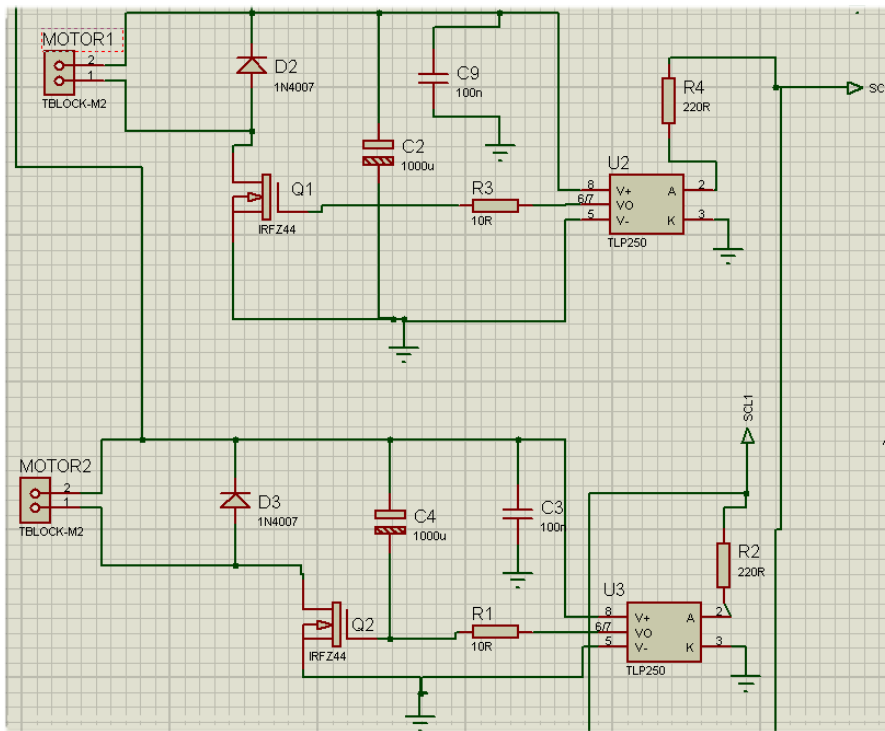 MOTOR1
2
1
TBLOCK-M2
D2
1N4007
C9
100n
C2
1000u
Q1
IRFZ44
R3
10R
U2
8
6/7
5
V+
VO
V-
A
K
2
3
TLP250
R4
220R
SC
MOTOR2
2
1
TBLOCK-M2
D3
1N4007
C4
1000u
C3
100n
Q2
IRFZ44
R1
10R
U3
8
6/7
5
V+
VO
V-
A
K
2
3
TLP250
R2
220R
SCL1